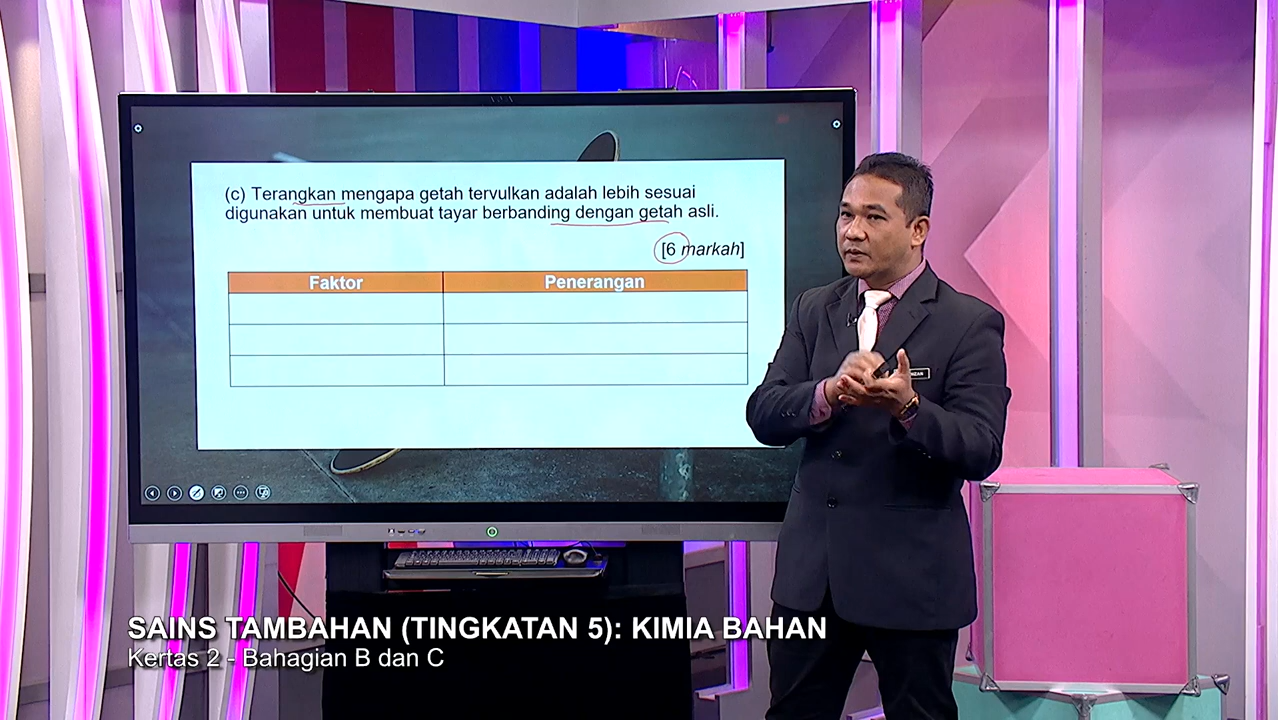 (c) Terangkan mengapa getah tervulkan adalah lebih sesuai
digunakan untuk membuat tayar berbanding dengan getah asli.
[6 markah]
Faktor Penerangan
SAINS TAMBAHAN (TINGKATAN 5): KIMIA BAHAN
Kertas 2 - Bahagian B dan C